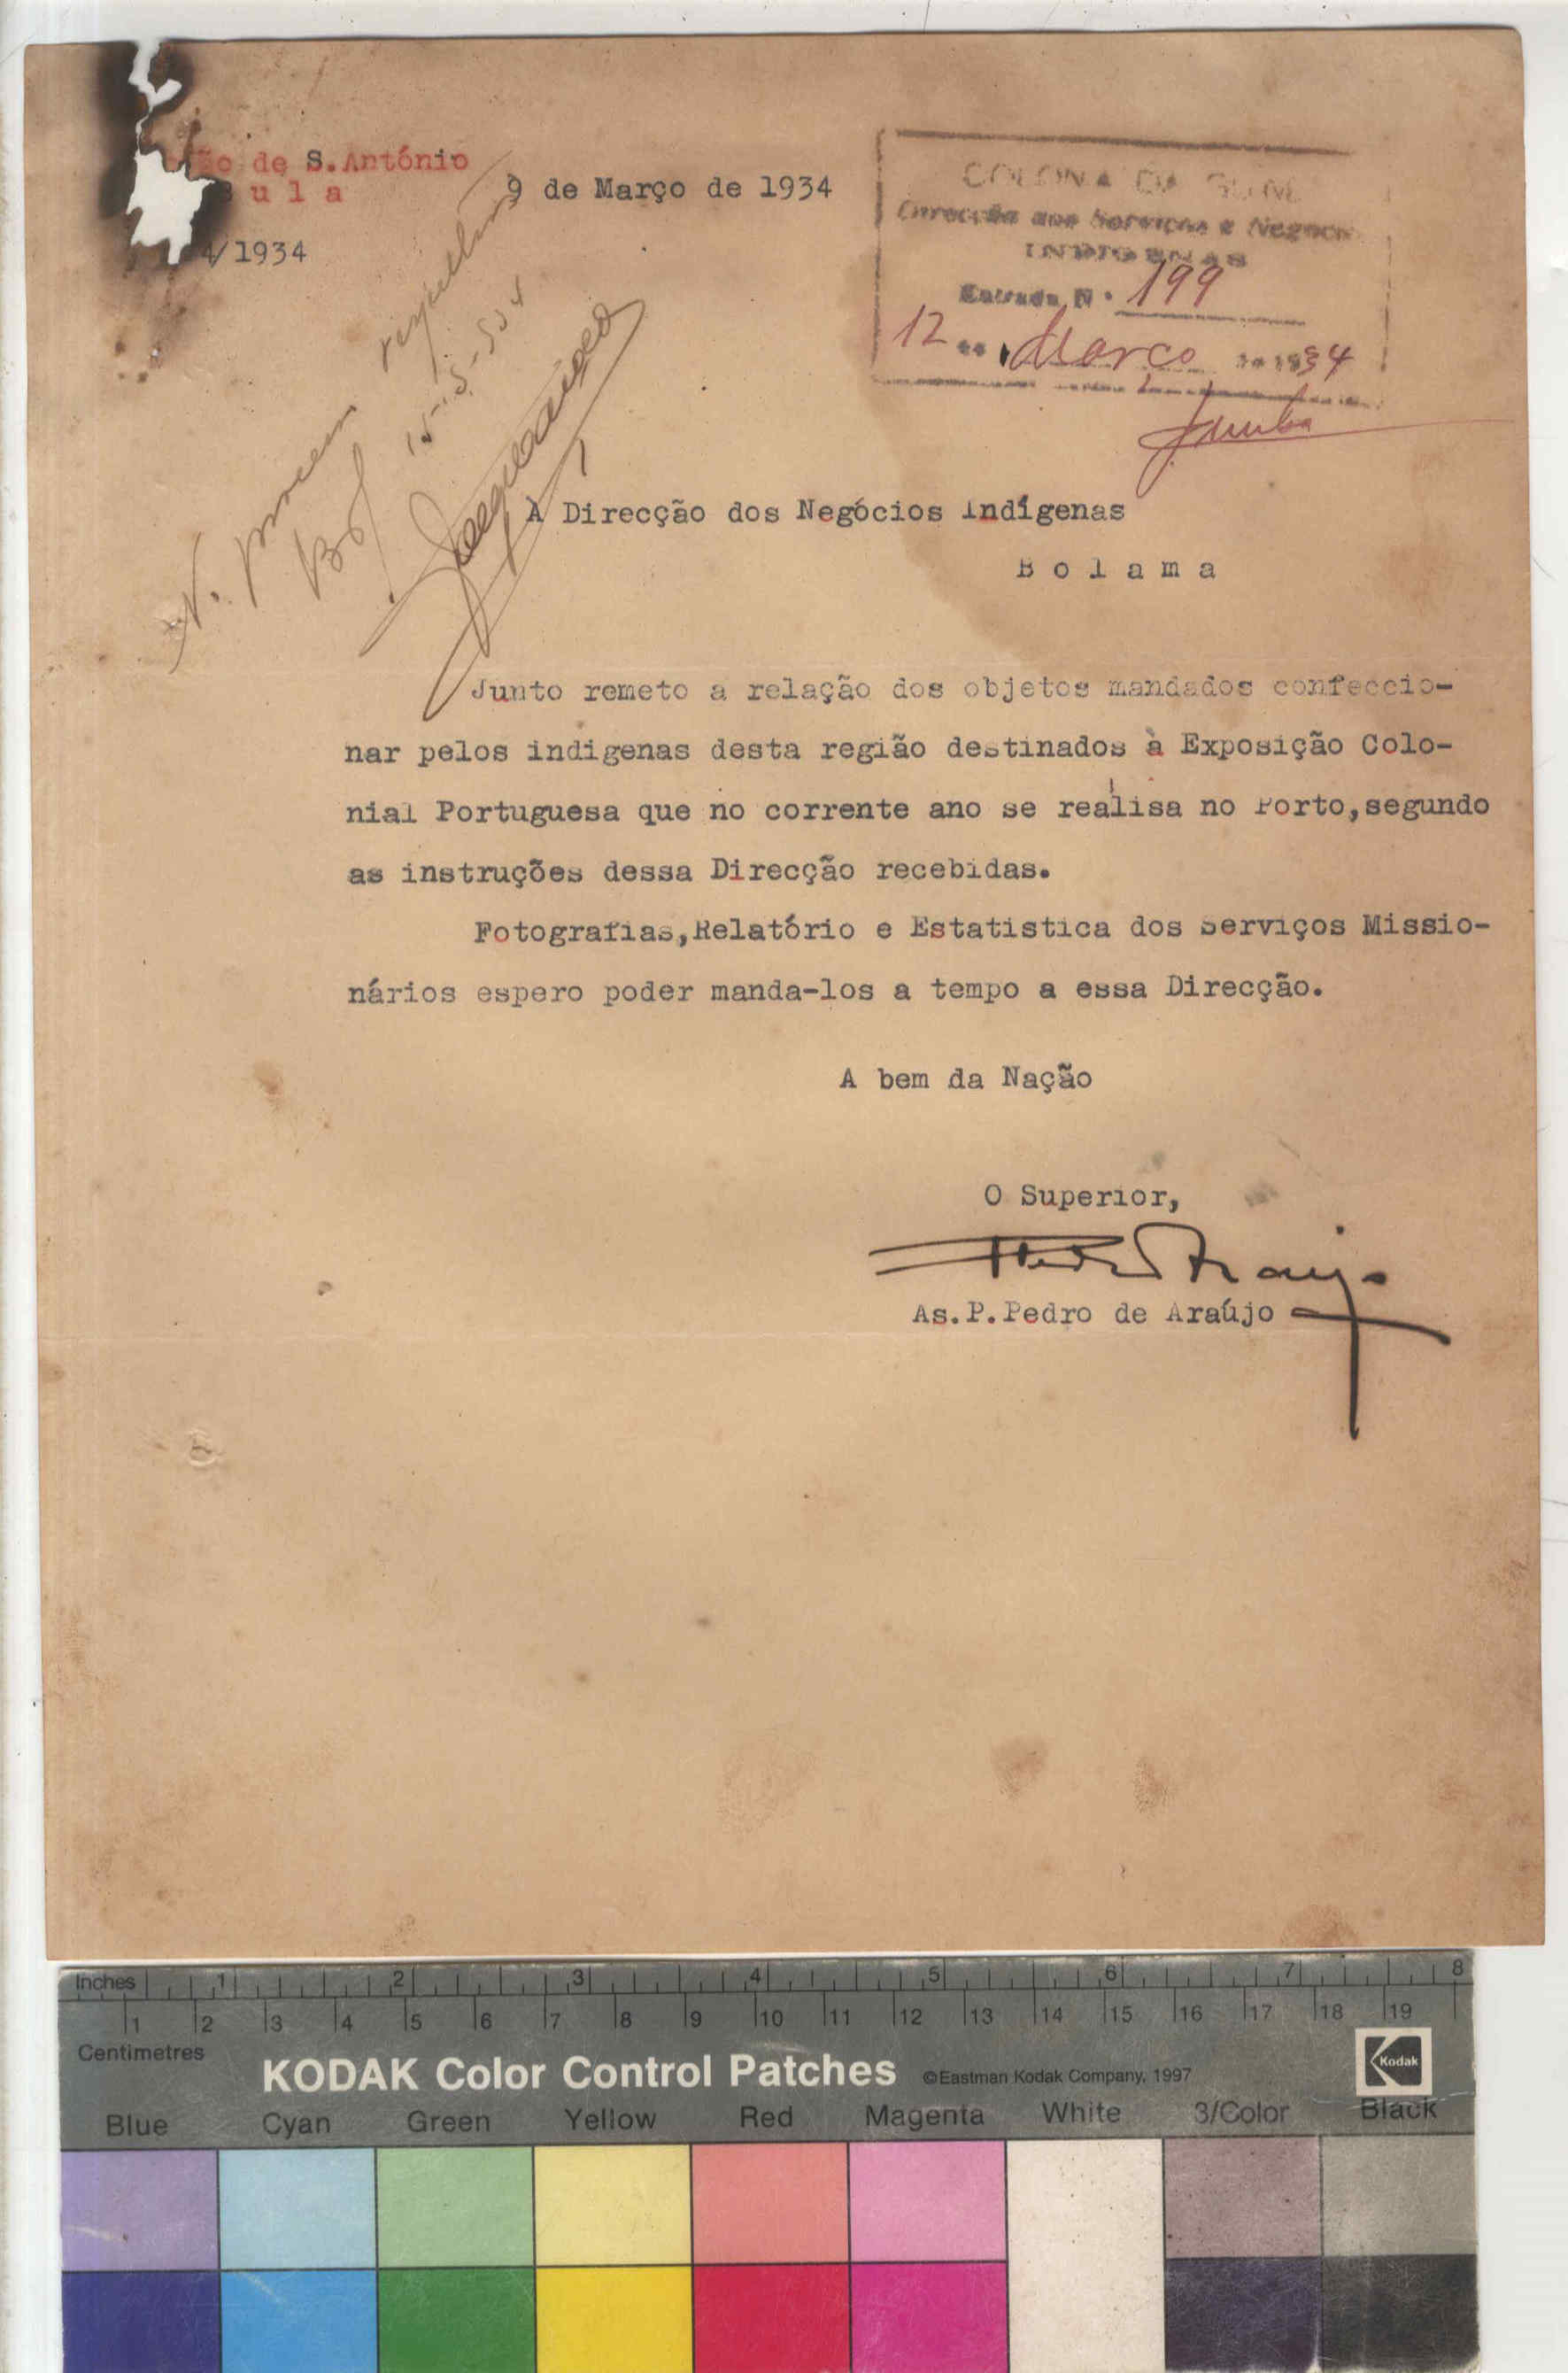 de S.António
u l a
9 de Março de 1934
4/1934
COLONIA DA
Direcção dos Serviços e Negocios
INDIGENAS
Entrada N.º 199
12 de Março de 1934
À Direcção dos Negócios Indígenas
B o l a m a
Junto remeto a relação dos objetos mandados confeccio-
nar pelos indigenas desta região destinados à Exposição Colo-
nial Portuguesa que no corrente ano se realisa no Porto,segundo
as instruções dessa Direcção recebidas.
Fotografias,Relatório e Estatistica dos Serviços Missio-
nários espero poder manda-los a tempo a essa Direcção.
A bem da Nação
O Superior,
As.P.Pedro de Araújo
Inches 1 2 3 4 5 6 7 8
1 2 3 4 5 6 7 8 9 10 11 12 13 14 15 16 17 18 19
Centimetres
KODAK Color Control Patches ©Eastman Kodak Company, 1997 Kodak
Blue Cyan Green Yellow Red Magenta White 3/Color Black